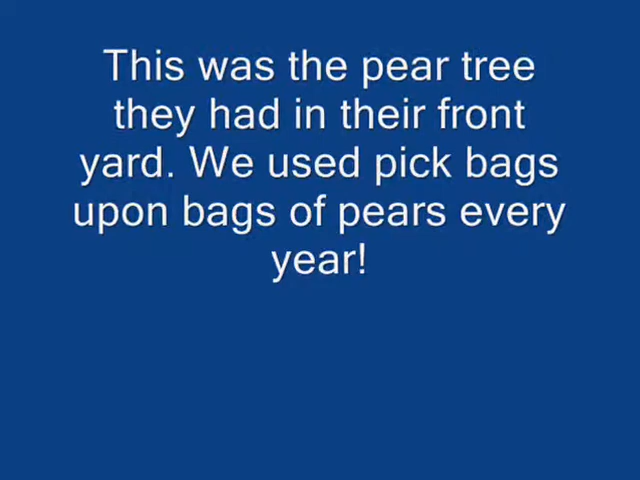 This was the pear tree
they had in their front
yard. We used pick bags
upon bags of pears every
year!